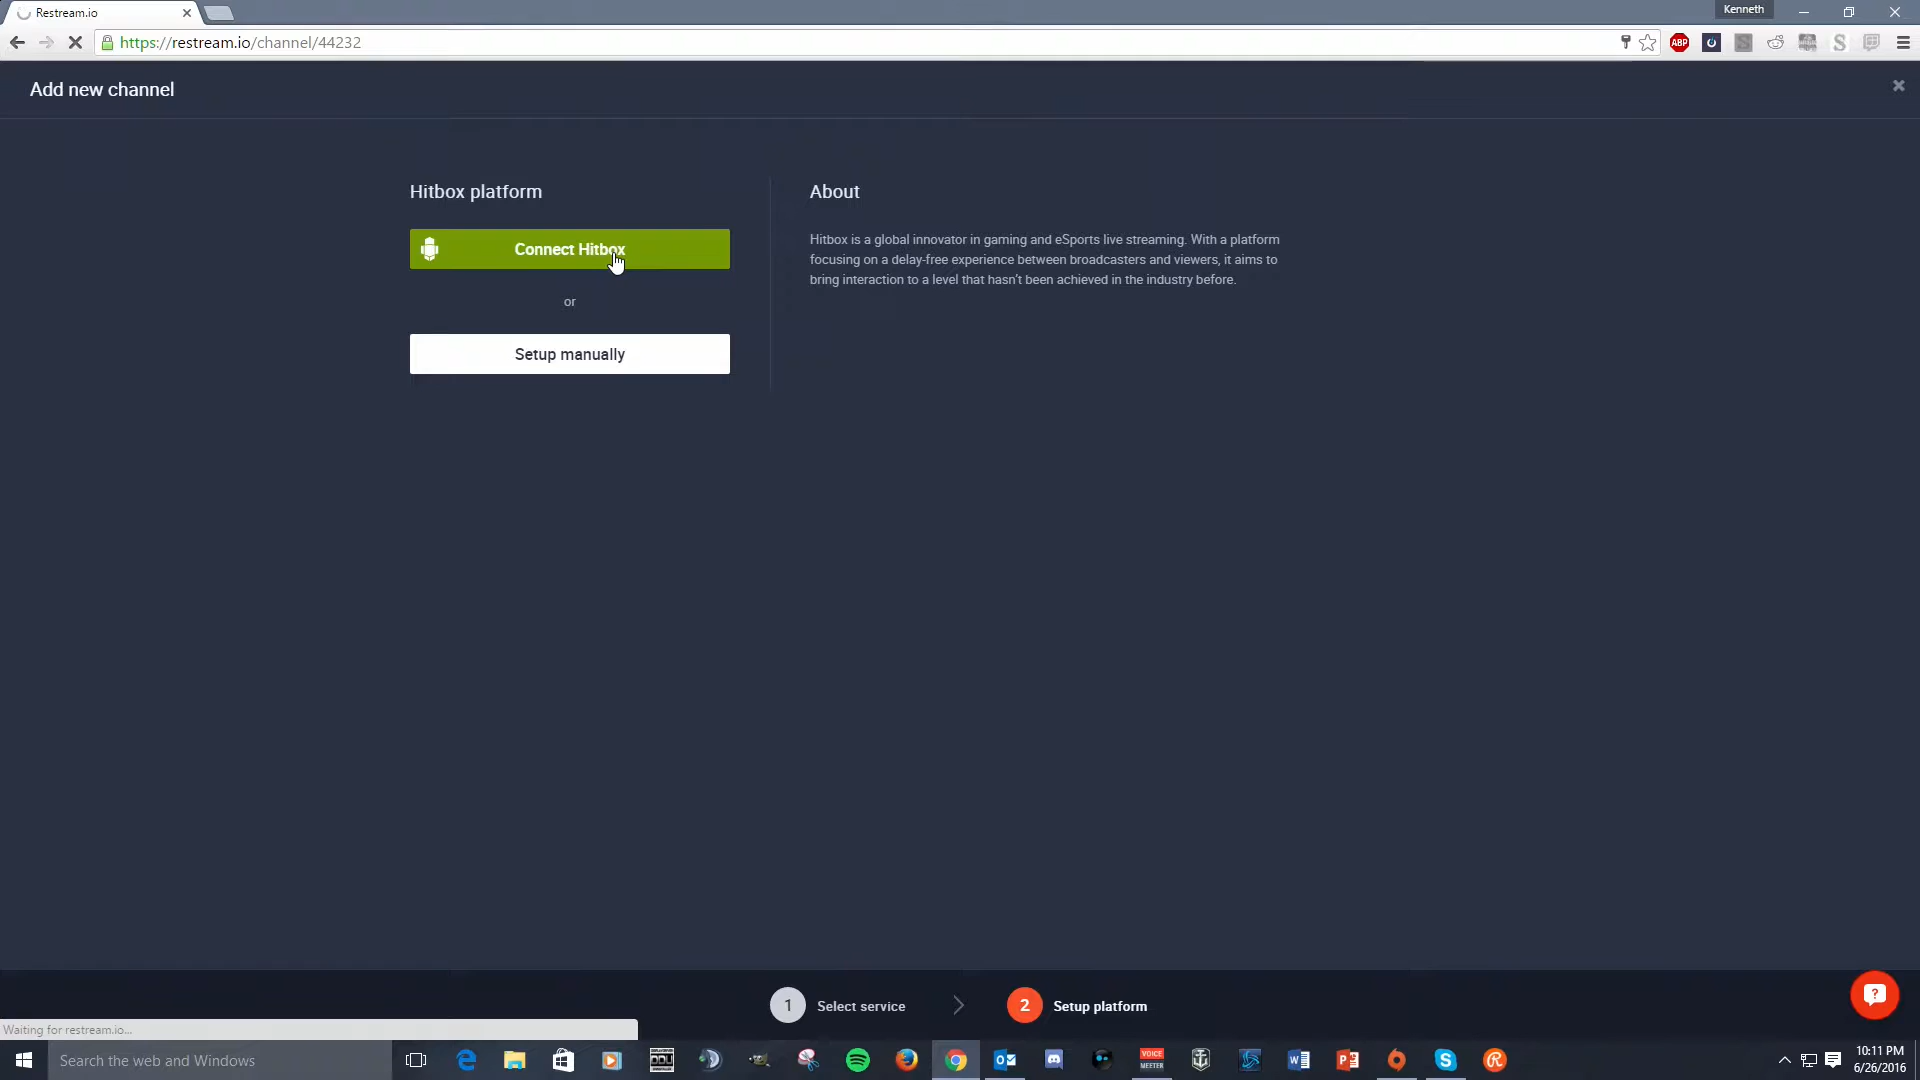 Restream.io
Kenneth
https://restream.io/channel/44232
ABP
Add new channel
Hitbox platform
About
Connect Hitbox
Hitbox is a global innovator in gaming and eSports live streaming. With a platform
focusing on a delay-free experience between broadcasters and viewers, it aims to
bring interaction to a level that hasn't been achieved in the industry before.
or
Setup manually
1
Select service
2
Setup platform
Waiting for restream.io...
Search the web and Windows
DDU
VOICE
MEETER
10:11 PM
6/26/2016